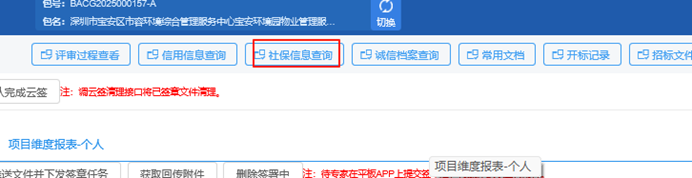 包号：BACG2025000157-A
包名：深圳市宝安区市容环境综合管理服务中心宝安环境园物业管理服...
切换
评审过程查看 信用信息查询 社保信息查询 诚信档案查询 常用文档 开标记录 招标文件
人完成云签 注：调云签清理接口将已签章文件清理。
项目维度报表-个人
送文件并下发签章任务 获取回传附件 删除签署中 注：待专家在平板APP上提交签
项目维度报表-个人